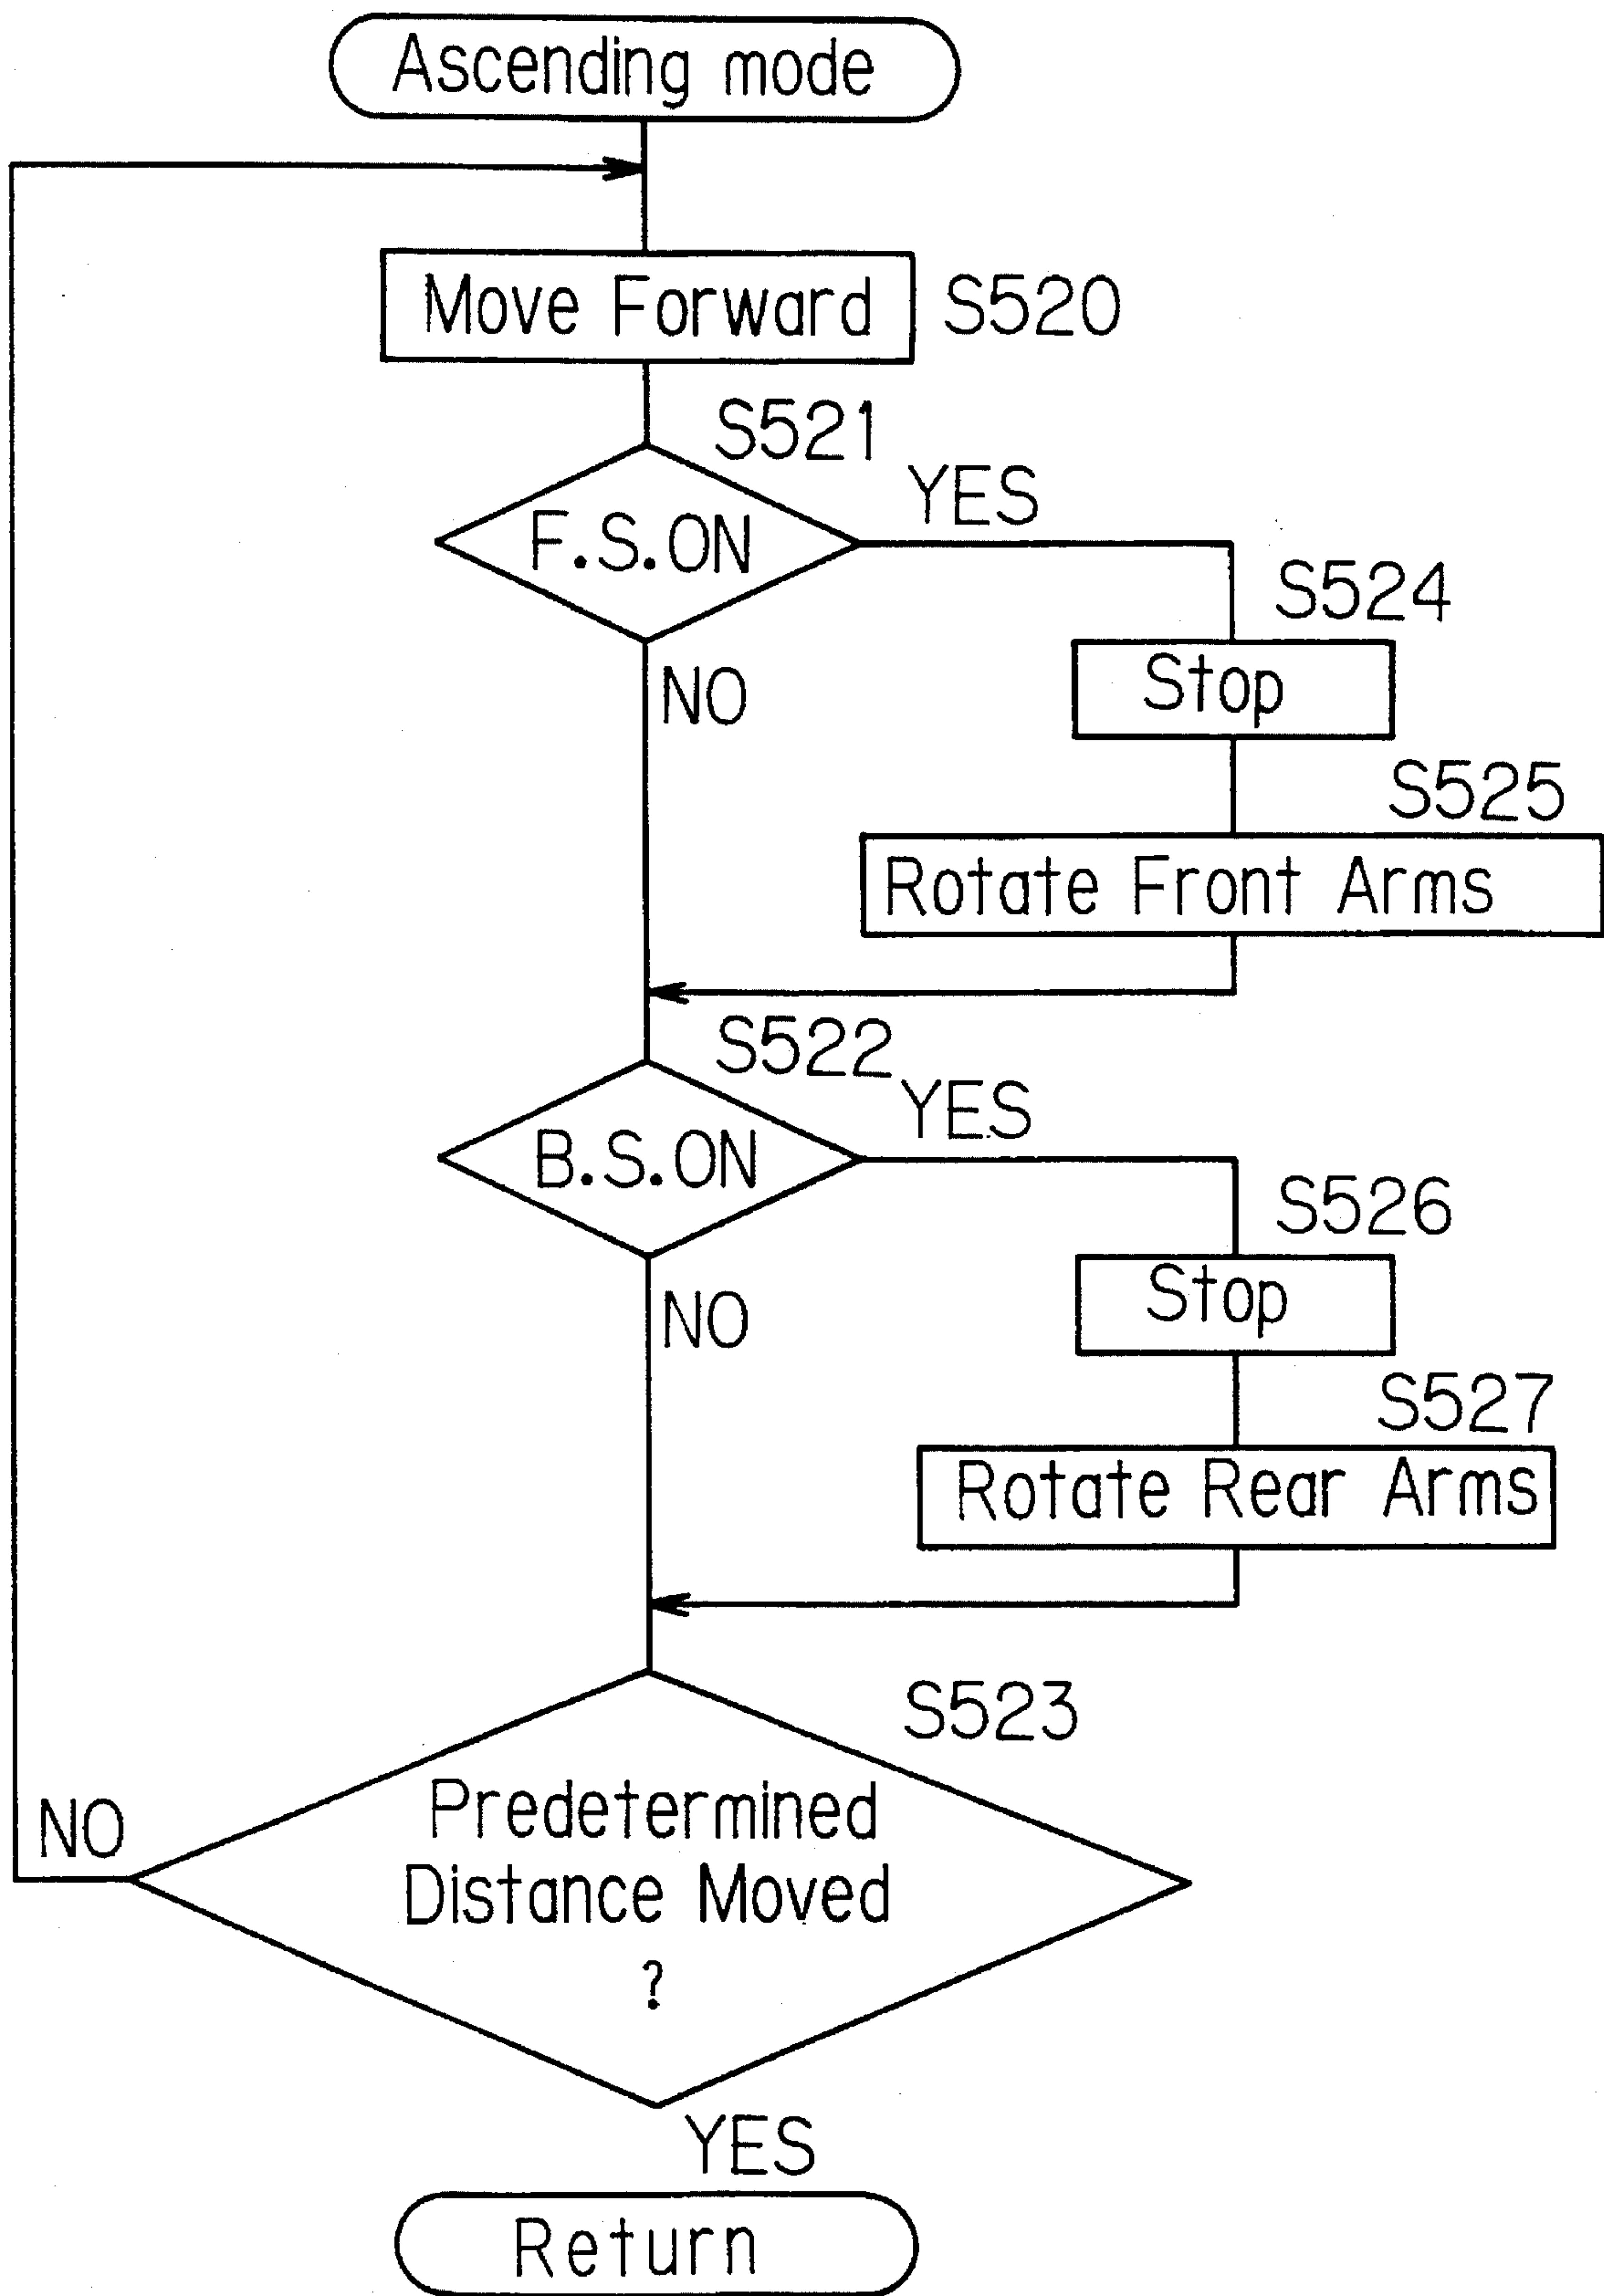 Ascending mode
Move Forward S520
S521
F.S.ON
YES
NO
S524
Stop
S525
Rotate Front Arms
S522
B.S.ON
YES
NO
S526
Stop
S527
Rotate Rear Arms
S523
Predetermined
Distance Moved
?
NO
YES
Return